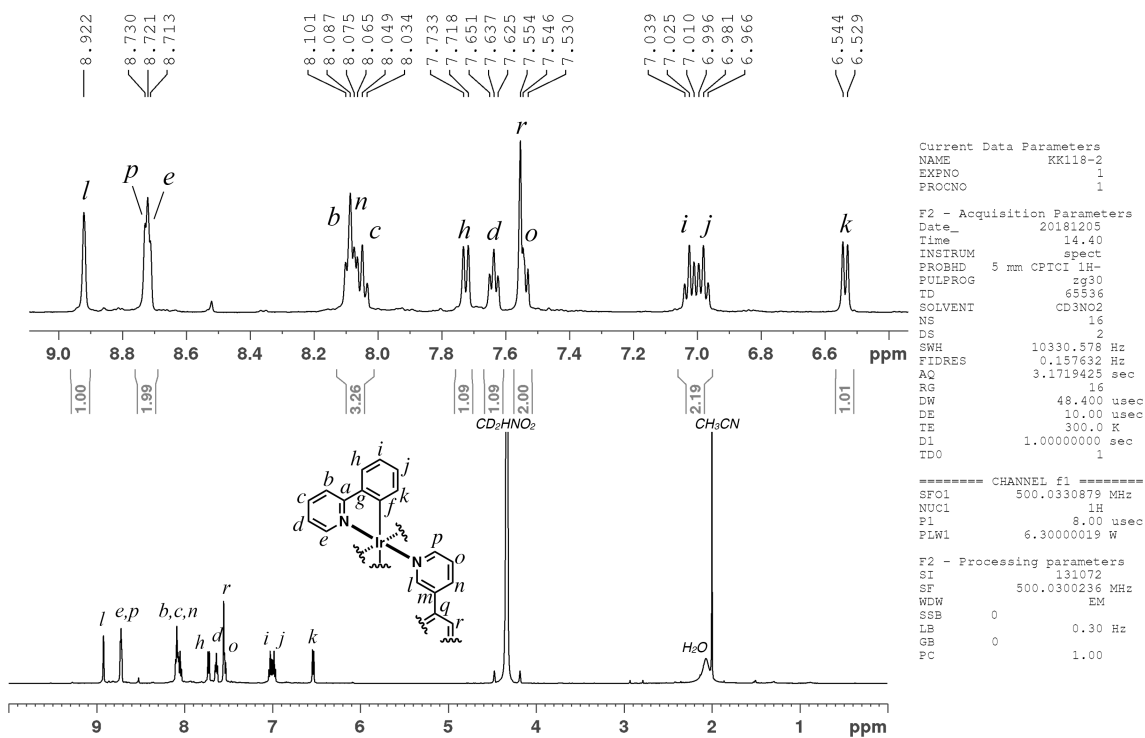 8.922
8.730
8.721
8.713
8.101
8.087
8.075
8.065
8.049
8.034
7.733
7.718
7.651
7.637
7.625
7.554
7.546
7.530
7.039
7.025
7.010
6.996
6.981
6.966
6.544
6.529
l p e b n c h d r o i j k
9.0 8.8 8.6 8.4 8.2 8.0 7.8 7.6 7.4 7.2 7.0 6.8 6.6 ppm
1.00 1.99 3.26 1.09 1.09 2.00 2.19 1.01
Current Data Parameters
NAME KK118-2
EXPNO 1
PROCNO 1
F2 - Acquisition Parameters
Date_ 20181205
Time 14.40
INSTRUM spect
PROBHD 5 mm CPTCI 1H-
PULPROG zg30
TD 65536
SOLVENT CD3NO2
NS 16
DS 2
SWH 10330.578 Hz
FIDRES 0.157632 Hz
AQ 3.1719425 sec
RG 16
DW 48.400 usec
DE 10.00 usec
TE 300.0 K
D1 1.00000000 sec
TD0 1
======== CHANNEL f1 ========
SFO1 500.0330879 MHz
NUC1 1H
P1 8.00 usec
PLW1 6.30000019 W
F2 - Processing parameters
SI 131072
SF 500.0300236 MHz
WDW EM
SSB 0
LB 0.30 Hz
GB 0
PC 1.00
CD2HNO2
CH3CN
H2O
i
h j
b a g k
c f
d N
e Ir p
N o
l n
m q
r
l e,p b,c,n h d r o i j k
9 8 7 6 5 4 3 2 1 ppm